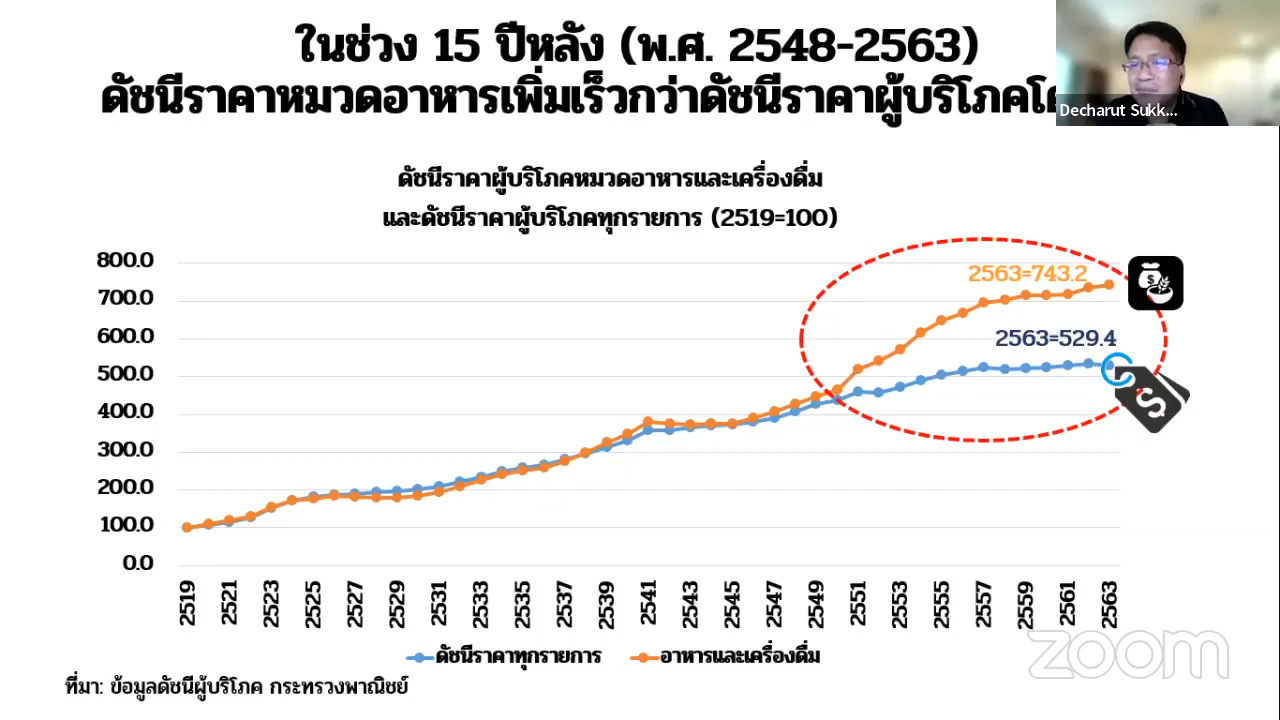 ในช่วง 15 ปีหลัง (พ.ศ. 2548-2563)
ดัชนีราคาหมวดอาหารเพิ่มเร็วกว่าดัชนีราคาผู้บริโภคโด
Decharut Sukk...
ดัชนีราคาผู้บริโภคหมวดอาหารและเครื่องดื่ม
และดัชนีราคาผู้บริโภคทุกรายการ (2519=100)
800.0
700.0
600.0
500.0
400.0
300.0
200.0
100.0
0.0
2563=743.2
2563=529.4
2519 2521 2523 2525 2527 2529 2531 2533 2535 2537 2539 2541 2543 2545 2547 2549 2551 2553 2555 2557 2559 2561 2563
ดัชนีราคาทุกรายการ อาหารและเครื่องดื่ม
zoom
ที่มา: ข้อมูลดัชนีผู้บริโภค กระทรวงพาณิชย์